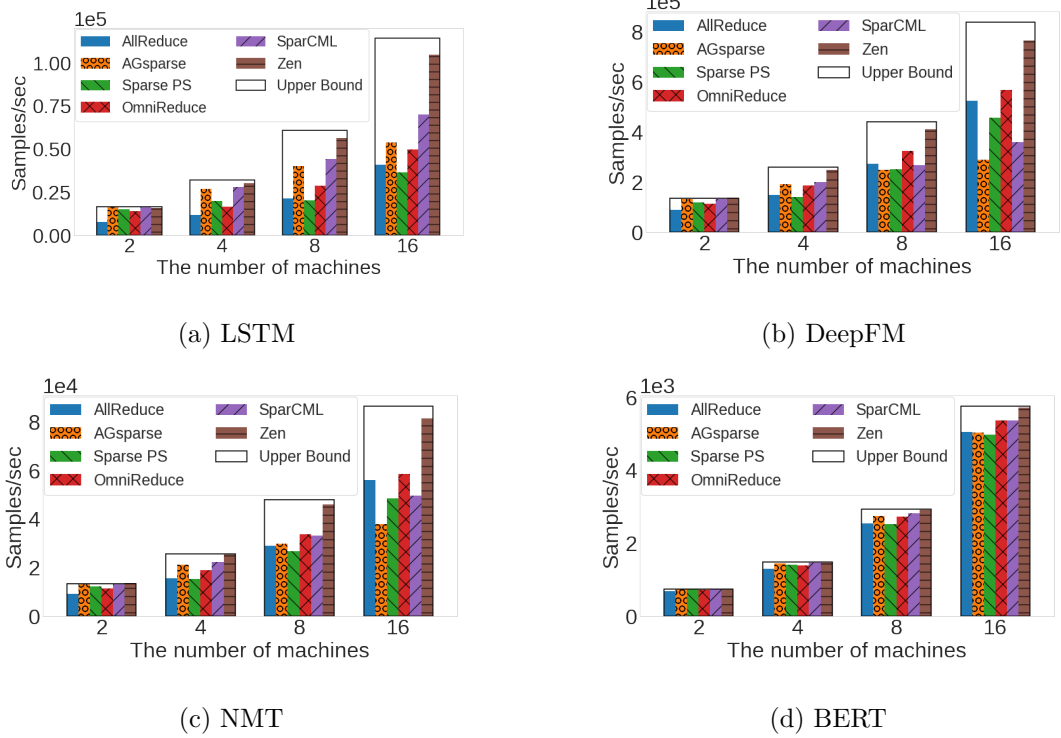 1e5
AllReduce
AGsparse
Sparse PS
OmniReduce
SparCML
Zen
Upper Bound
Samples/sec
1.00
0.75
0.50
0.25
0.00
2 4 8 16
The number of machines
(a) LSTM
1e5
AllReduce
AGsparse
Sparse PS
OmniReduce
SparCML
Zen
Upper Bound
Samples/sec
8
6
4
2
0
2 4 8 16
The number of machines
(b) DeepFM
1e4
AllReduce
AGsparse
Sparse PS
OmniReduce
SparCML
Zen
Upper Bound
Samples/sec
8
6
4
2
0
2 4 8 16
The number of machines
(c) NMT
1e3
AllReduce
AGsparse
Sparse PS
OmniReduce
SparCML
Zen
Upper Bound
Samples/sec
6
4
2
0
2 4 8 16
The number of machines
(d) BERT